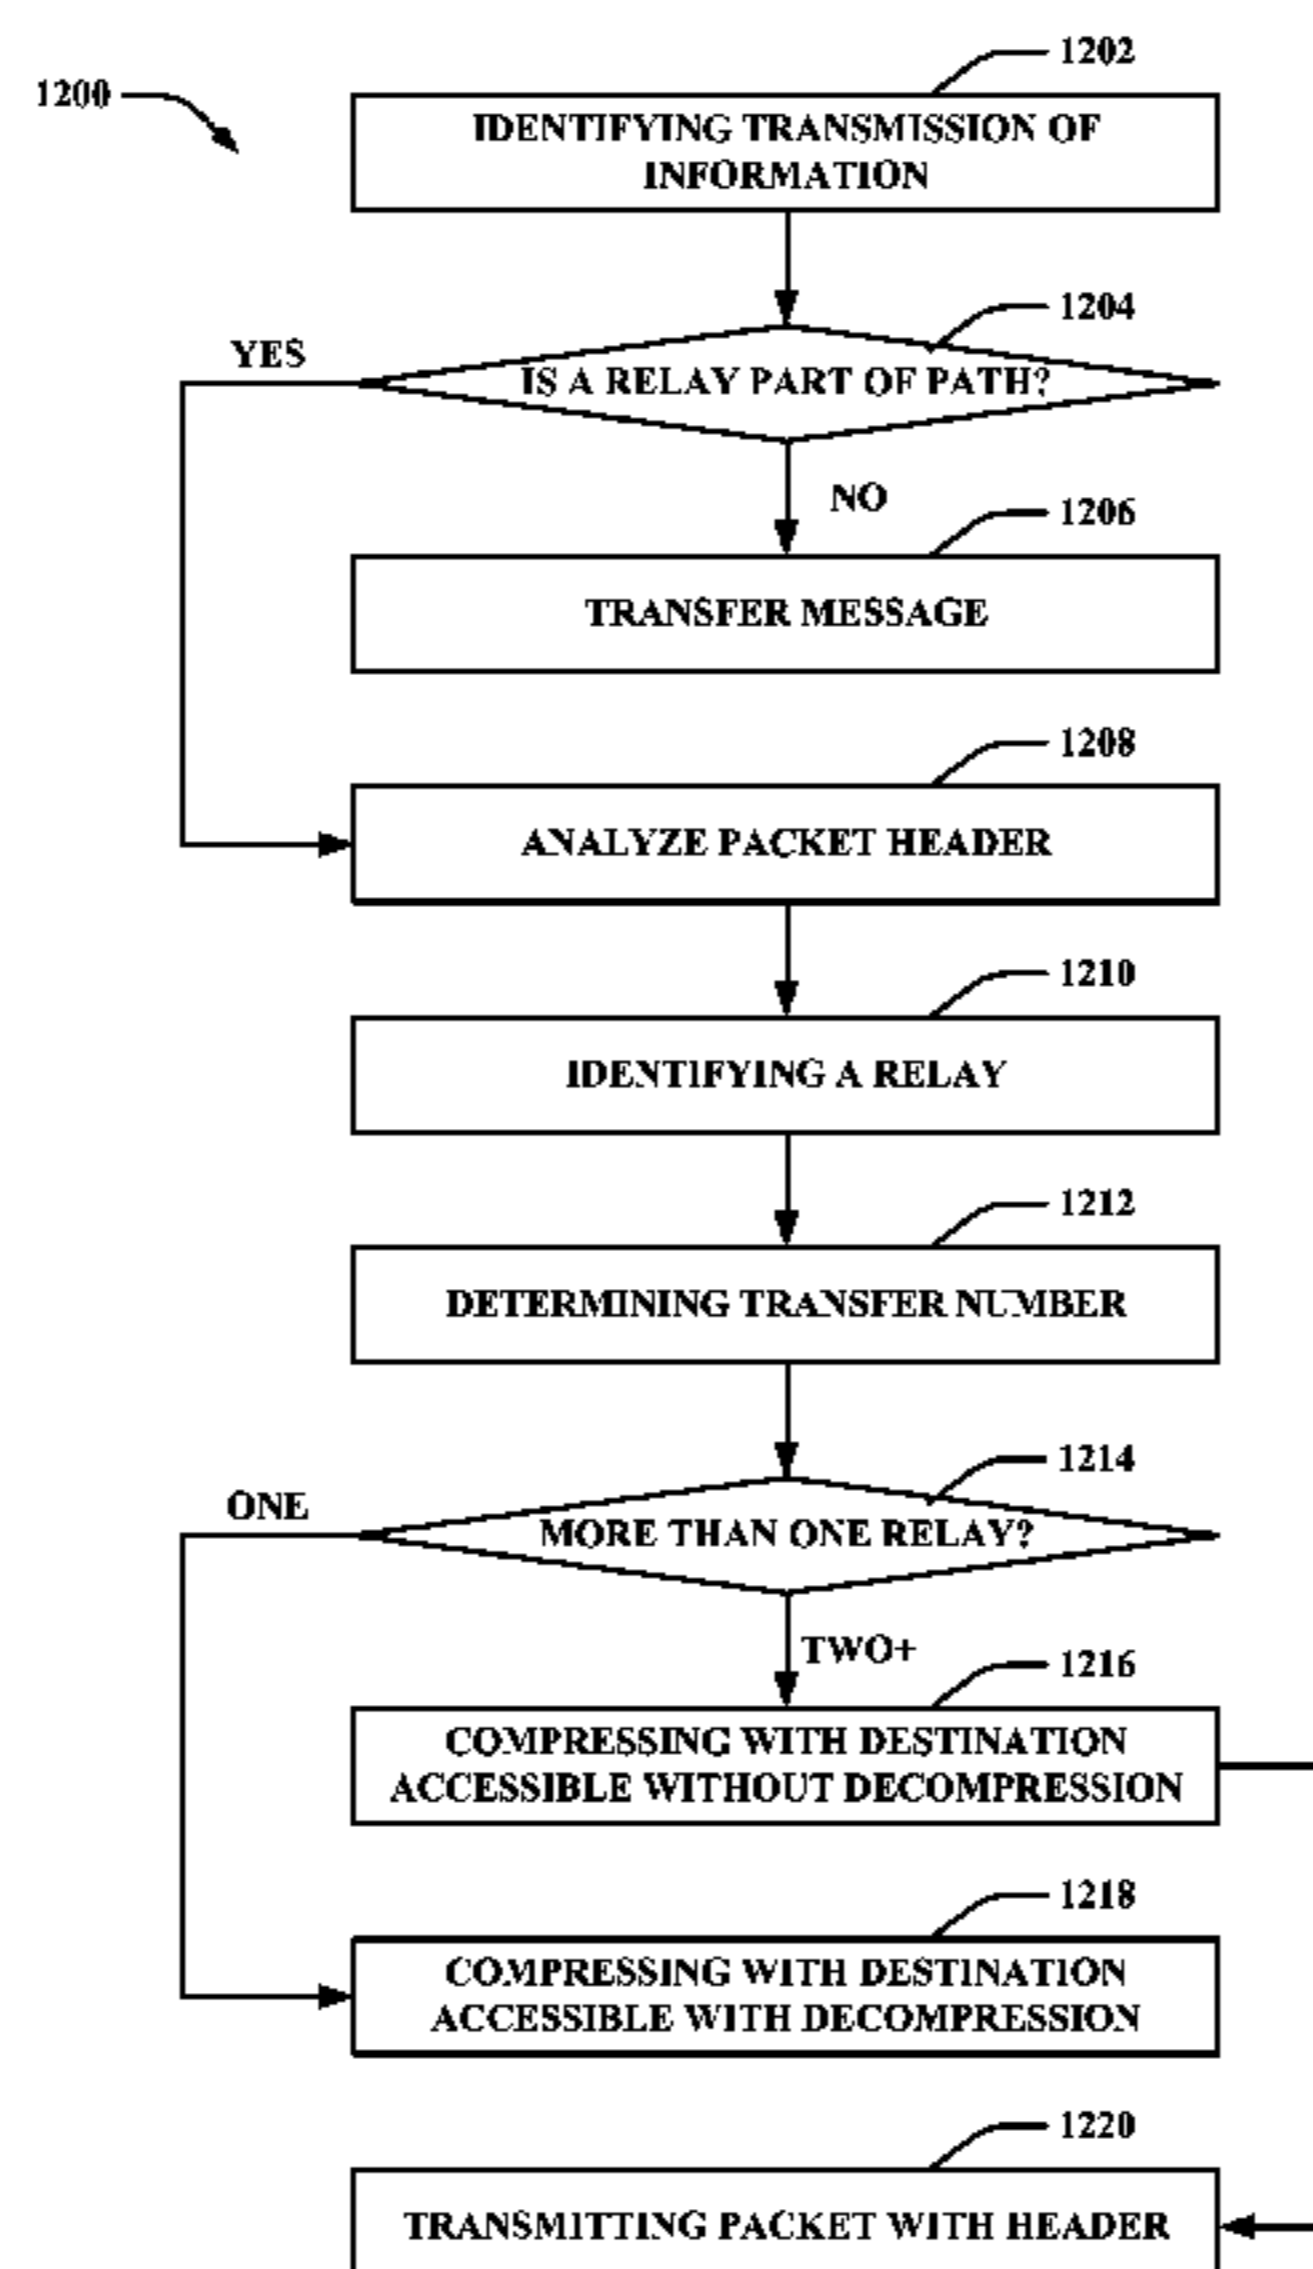 1202
1200
IDENTIFYING TRANSMISSION OF
INFORMATION
1204
YES
IS A RELAY PART OF PATH?
NO
1206
TRANSFER MESSAGE
1208
ANALYZE PACKET HEADER
1210
IDENTIFYING A RELAY
1212
DETERMINING TRANSFER NUMBER
1214
ONE
MORE THAN ONE RELAY?
TWO+
1216
COMPRESSING WITH DESTINATION
ACCESSIBLE WITHOUT DECOMPRESSION
1218
COMPRESSING WITH DESTINATION
ACCESSIBLE WITH DECOMPRESSION
1220
TRANSMITTING PACKET WITH HEADER